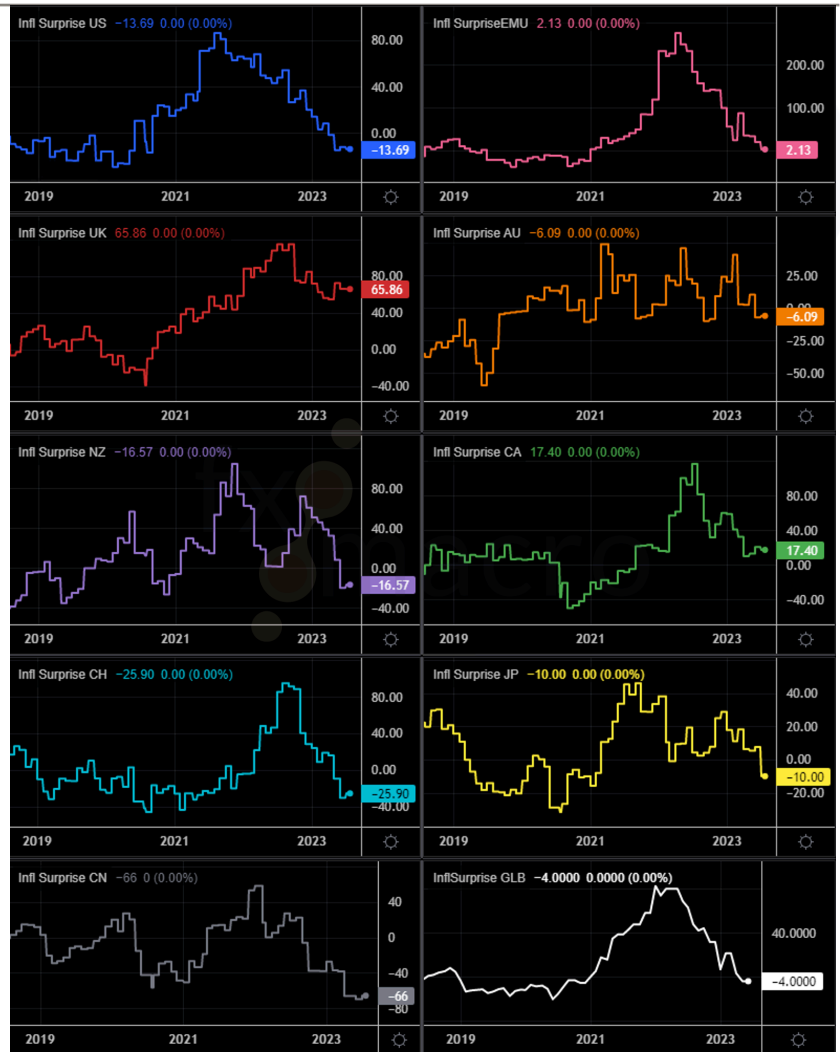 Infl Surprise US −13.69 0.00 (0.00%)
80.00
40.00
0.00
−13.69
2019 2021 2023
Infl SurpriseEMU 2.13 0.00 (0.00%)
200.00
100.00
2.13
2019 2021 2023
Infl Surprise UK 65.86 0.00 (0.00%)
80.00
65.86
40.00
0.00
−40.00
2019 2021 2023
Infl Surprise AU −6.09 0.00 (0.00%)
25.00
0.00
−6.09
−25.00
−50.00
2019 2021 2023
Infl Surprise NZ −16.57 0.00 (0.00%)
80.00
40.00
0.00
−16.57
−40.00
2019 2021 2023
Infl Surprise CA 17.40 0.00 (0.00%)
80.00
40.00
17.40
0.00
−40.00
2019 2021 2023
Infl Surprise CH −25.90 0.00 (0.00%)
80.00
40.00
0.00
−25.90
−40.00
2019 2021 2023
Infl Surprise JP −10.00 0.00 (0.00%)
40.00
20.00
0.00
−10.00
−20.00
2019 2021 2023
Infl Surprise CN −66 0 (0.00%)
40
0
−40
−66
−80
2019 2021 2023
InflSurprise GLB −4.0000 0.0000 (0.00%)
40.0000
−4.0000
2019 2021 2023